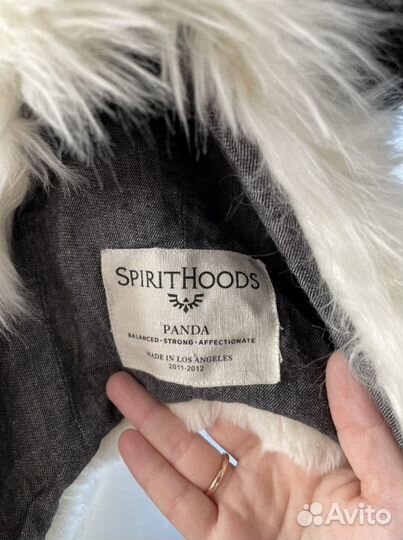 SPIRITHOODS
PANDA
BALANCED·STRONG·AFFECTIONATE
MADE IN LOS ANGELES
2011-2012
Avito